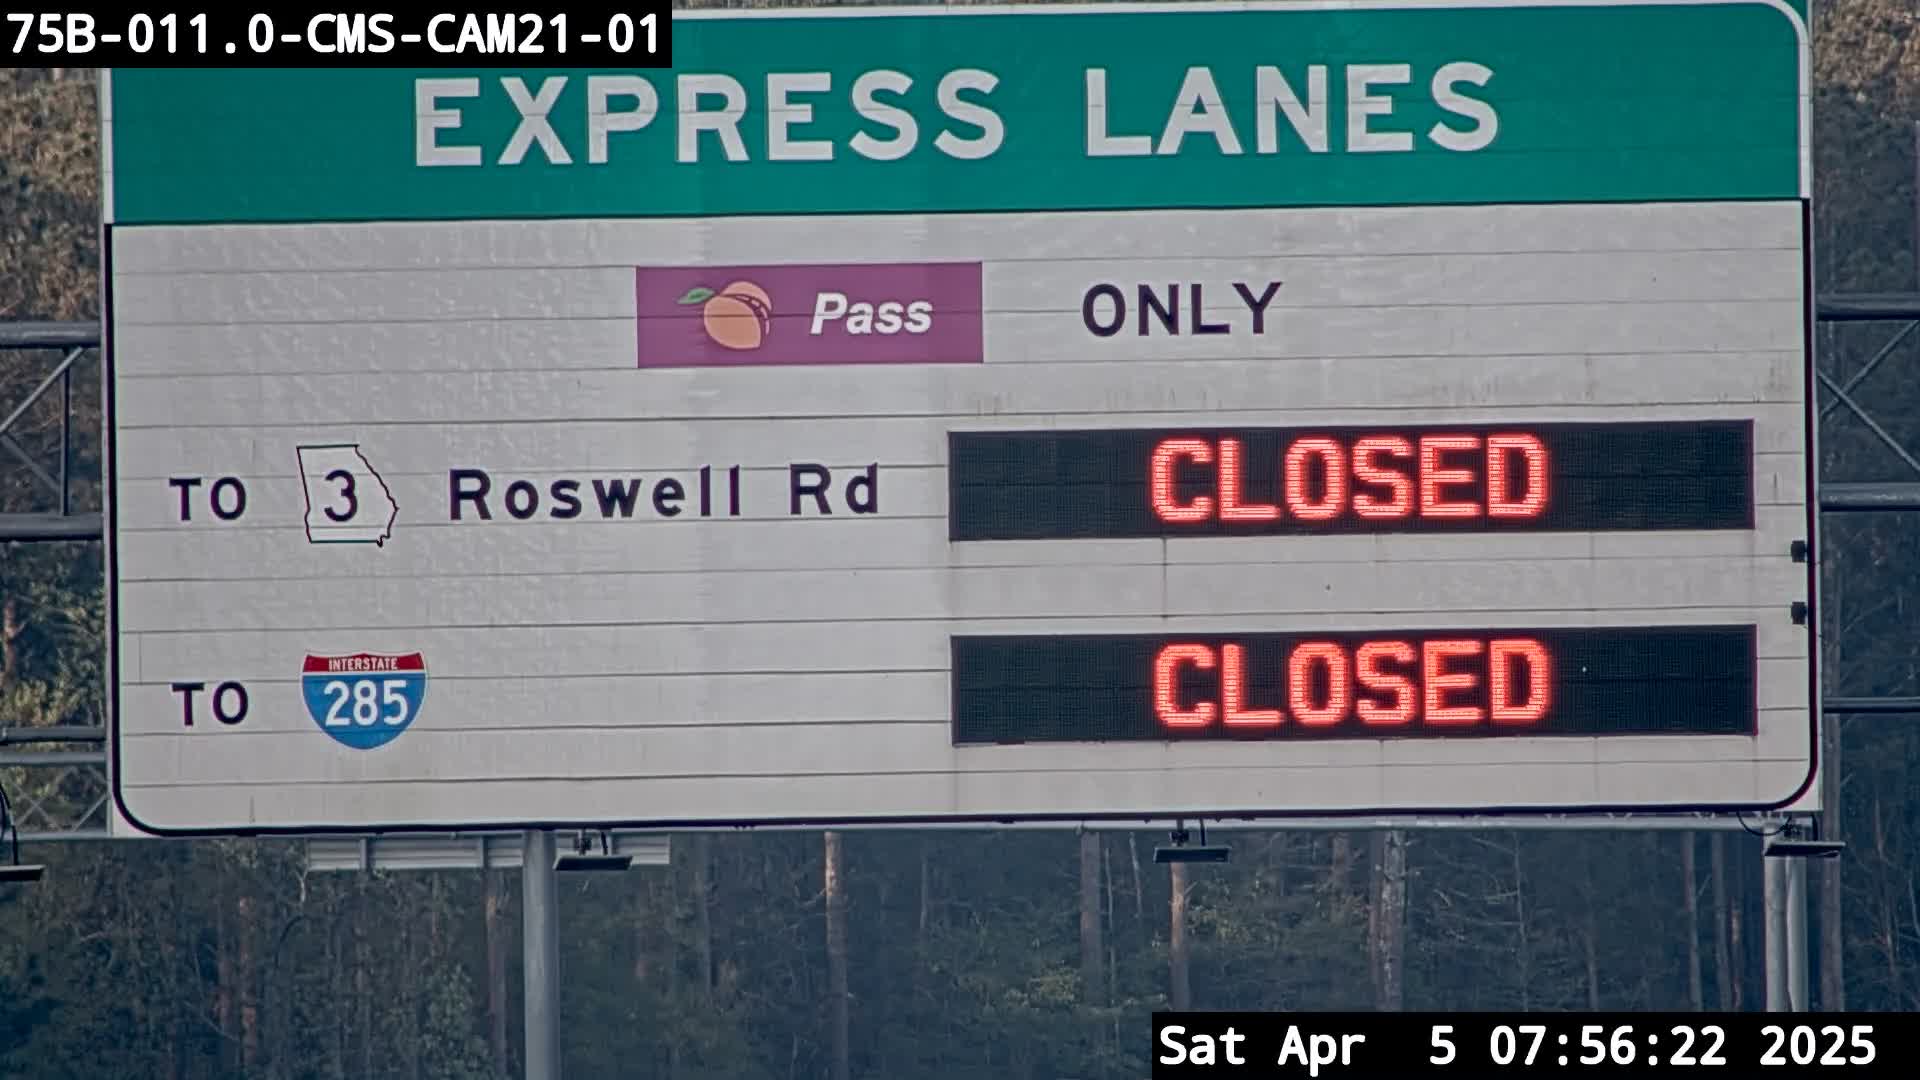 75B-011.0-CMS-CAM21-01
EXPRESS LANES
Pass ONLY
TO 3 Roswell Rd CLOSED
TO INTERSTATE 285 CLOSED
Sat Apr 5 07:56:22 2025